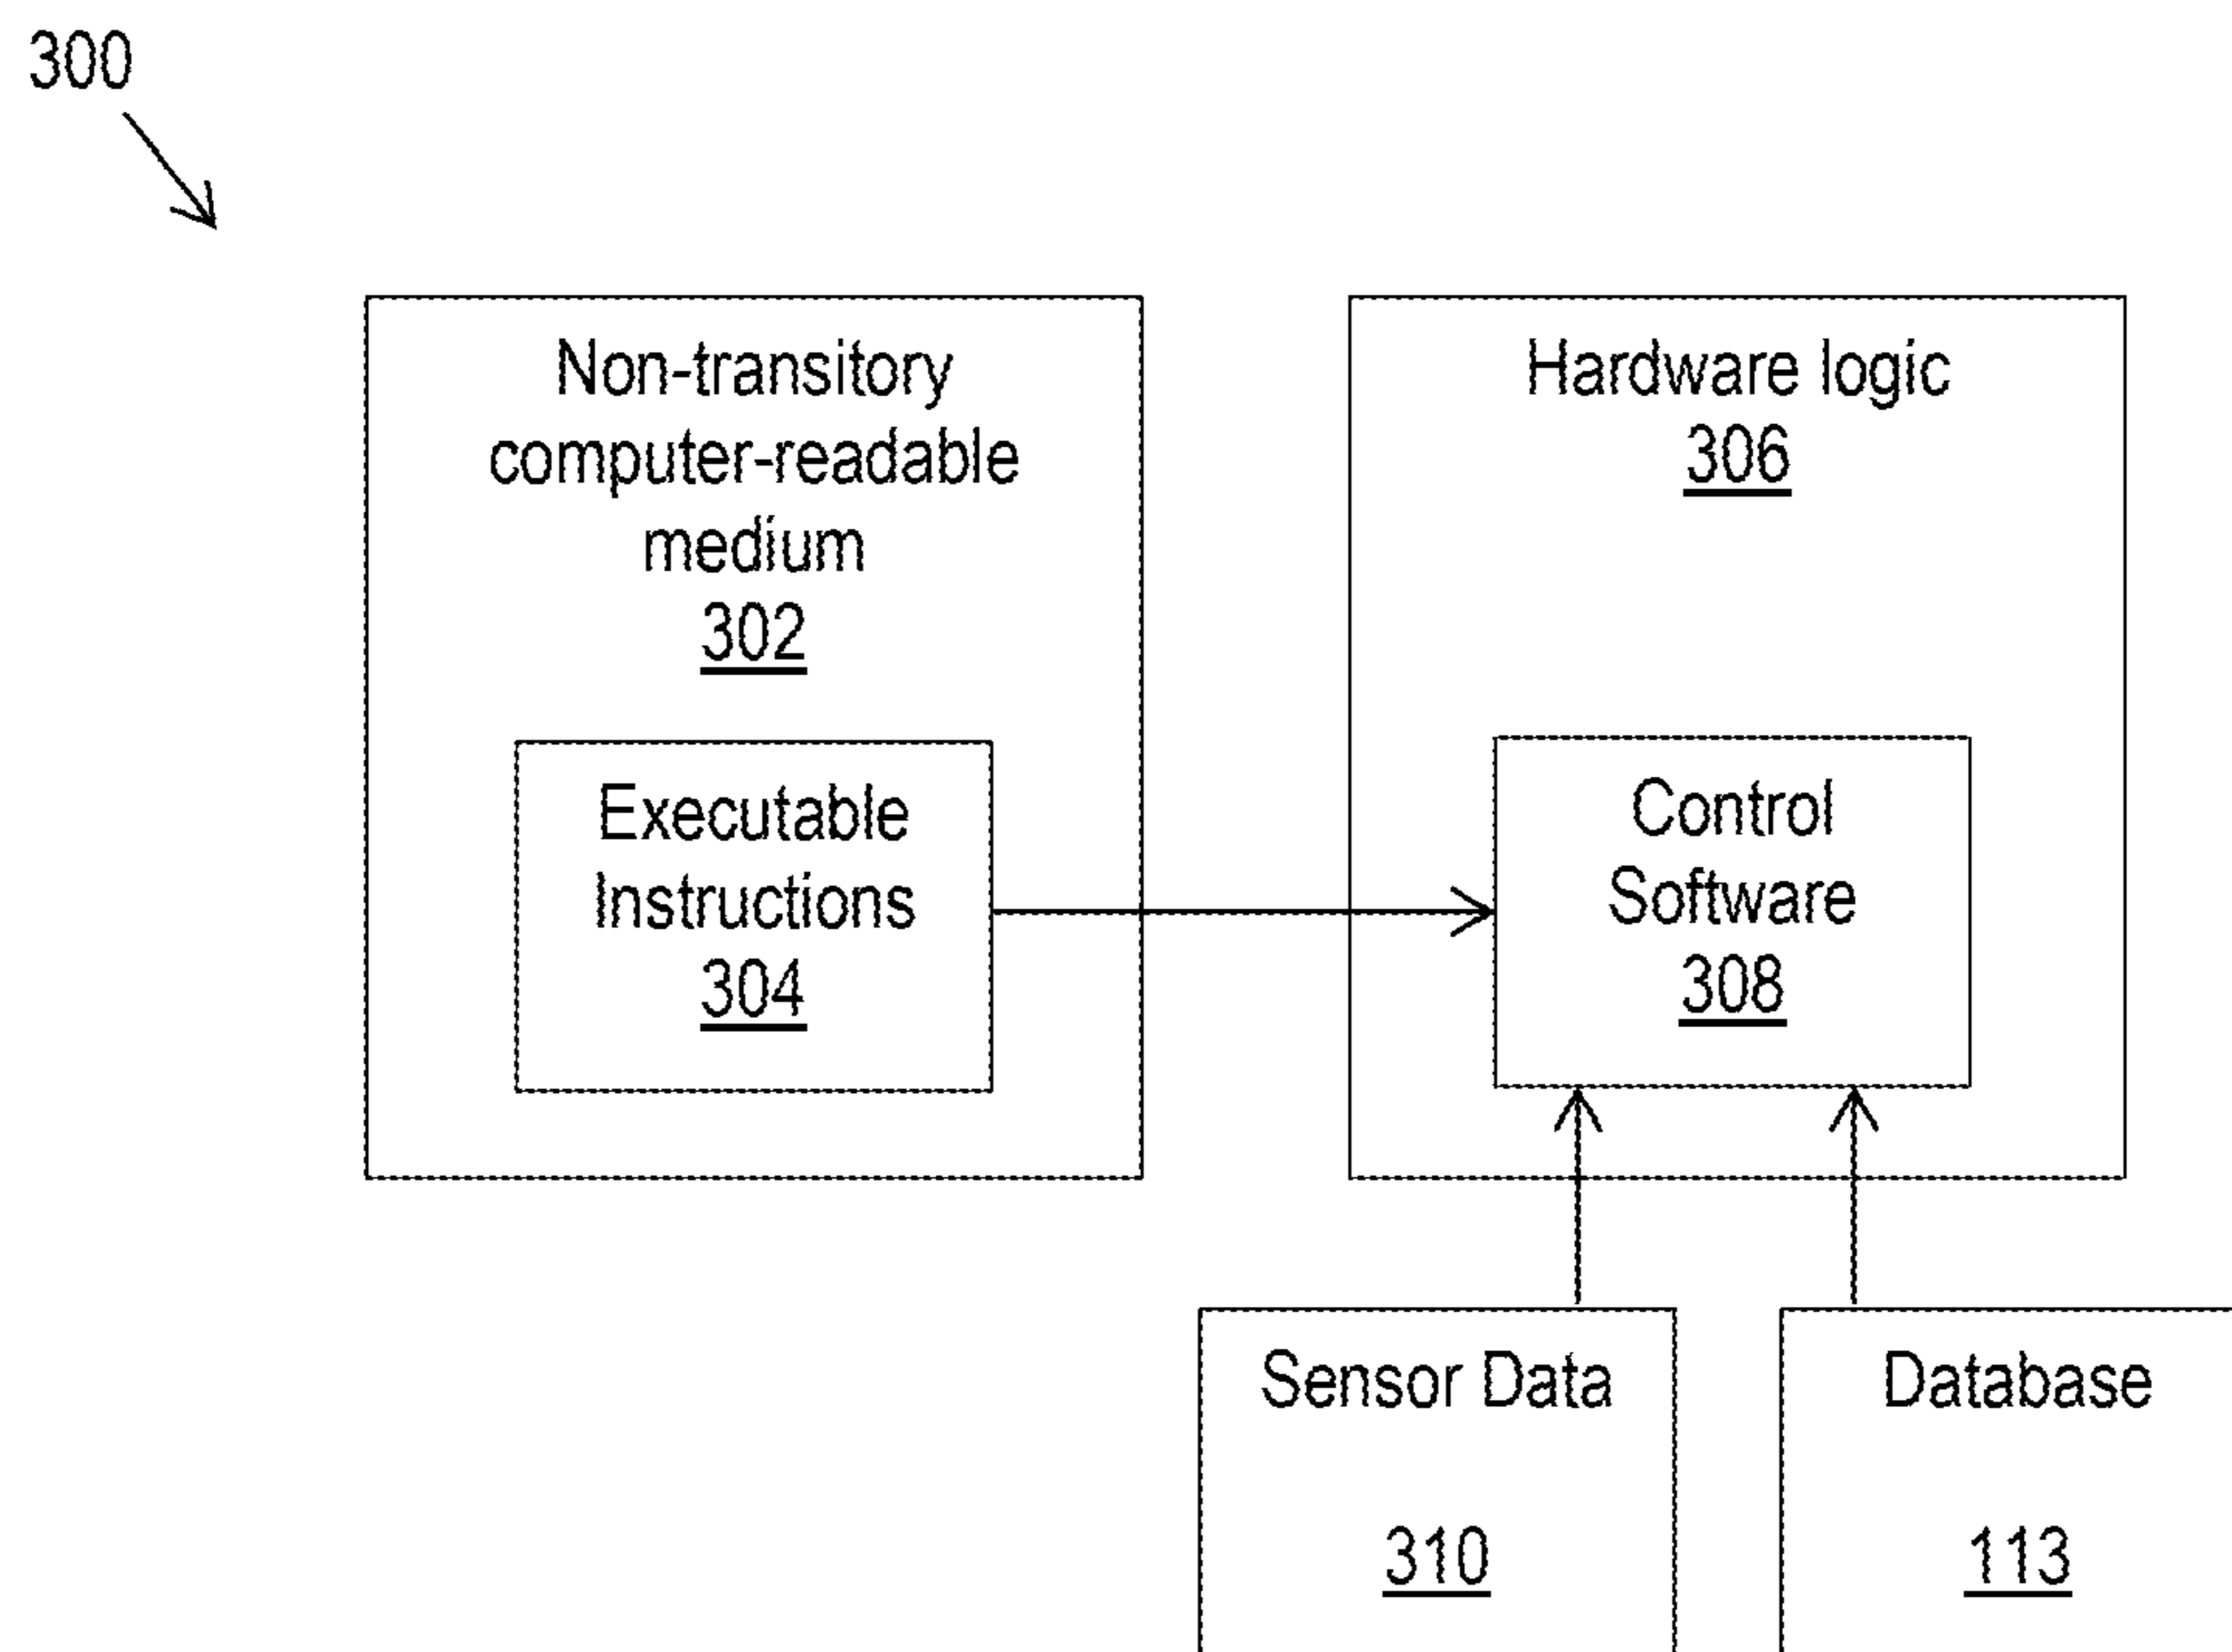 300
Non-transitory
computer-readable
medium
302
Executable
Instructions
304
Hardware logic
306
Control
Software
308
Sensor Data
310
Database
113